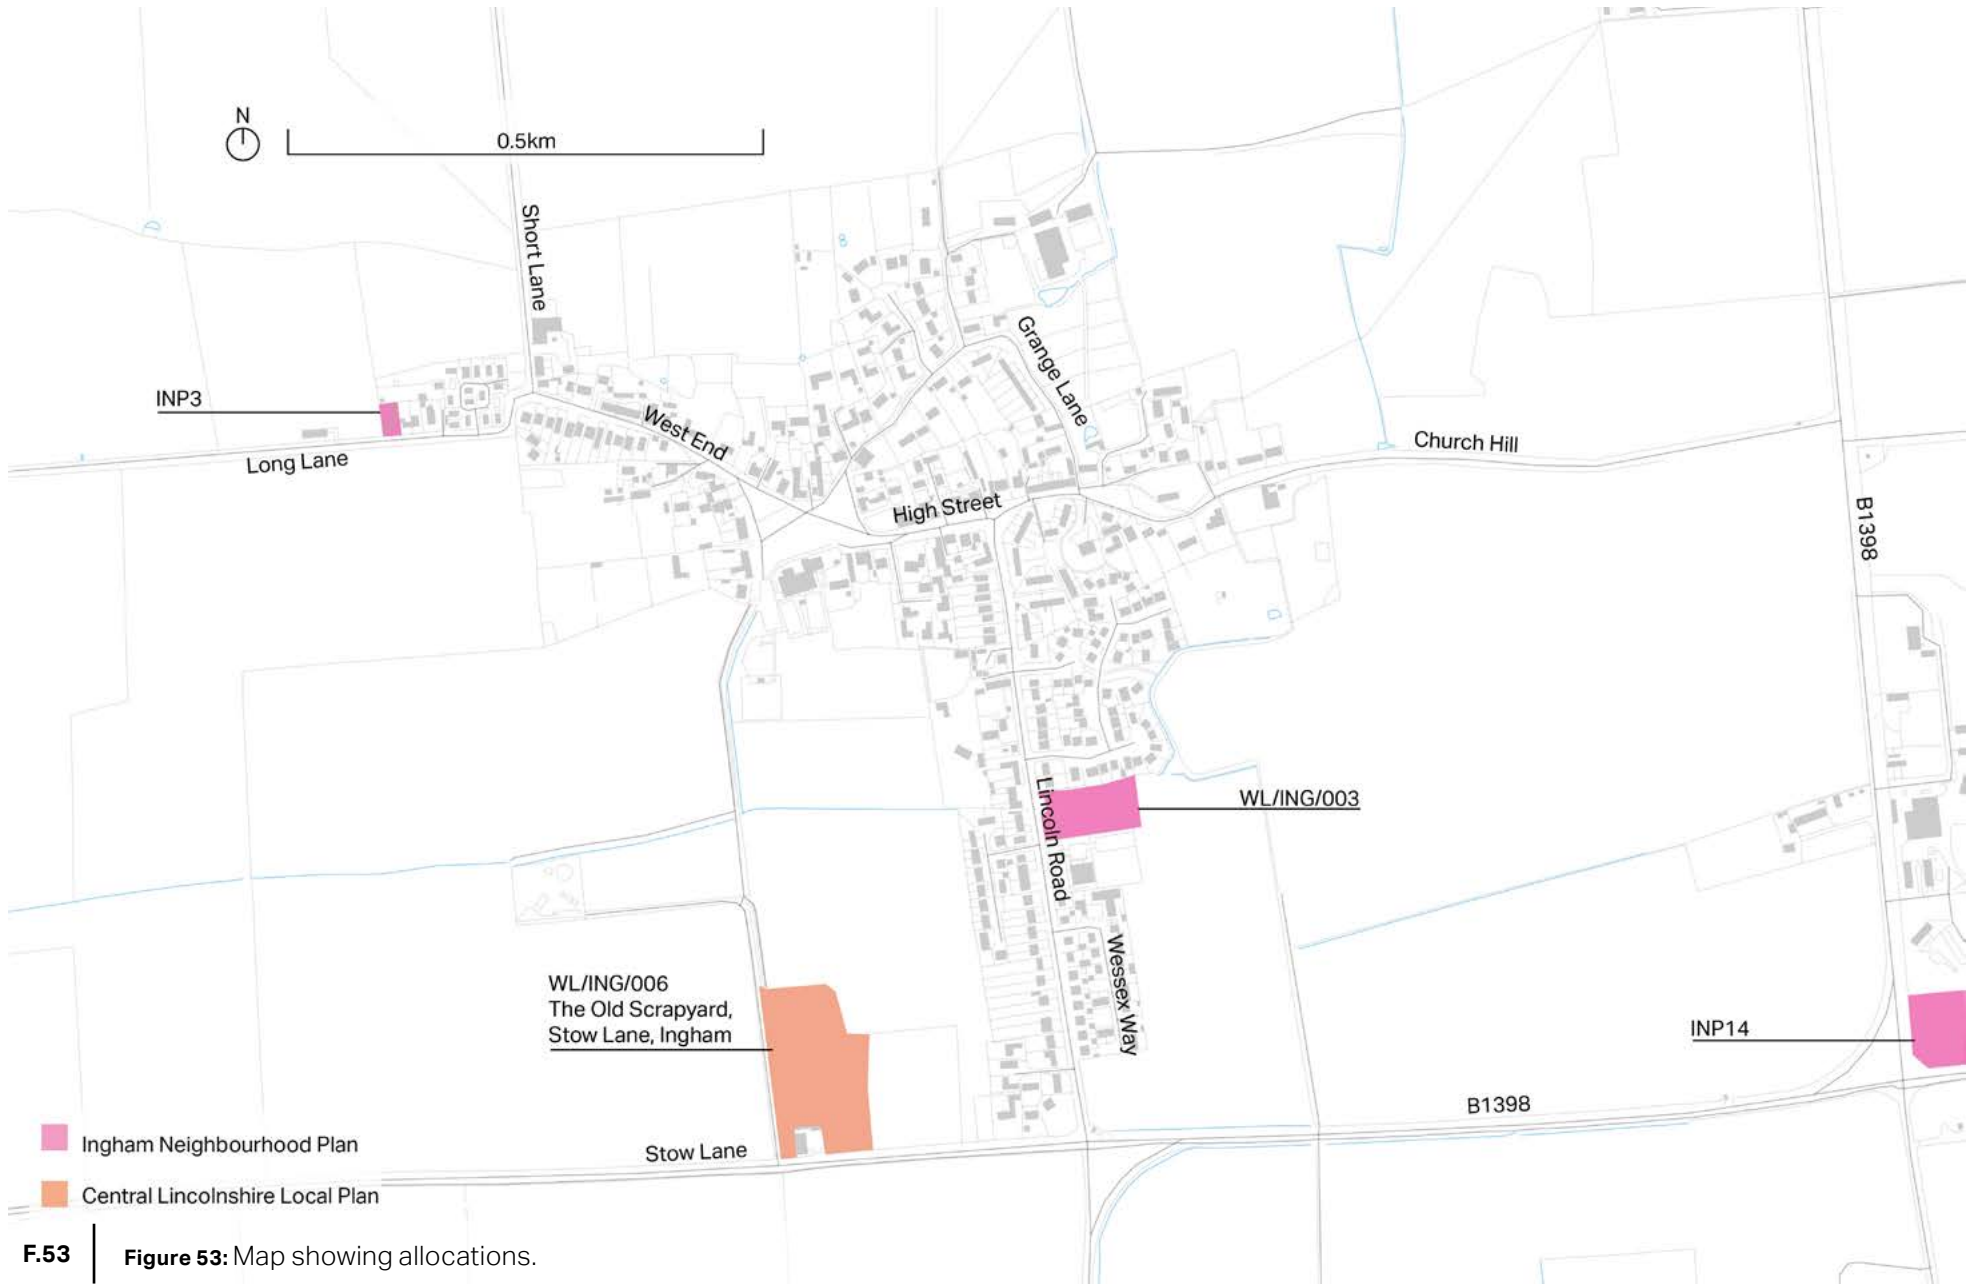 N
0.5km
Short Lane
Grange Lane
INP3
West End
Church Hill
Long Lane
High Street
B1398
Lincoln Road
WL/ING/003
Wessex Way
WL/ING/006
The Old Scrapyard,
Stow Lane, Ingham
INP14
B1398
Ingham Neighbourhood Plan
Stow Lane
Central Lincolnshire Local Plan
F.53
Figure 53: Map showing allocations.